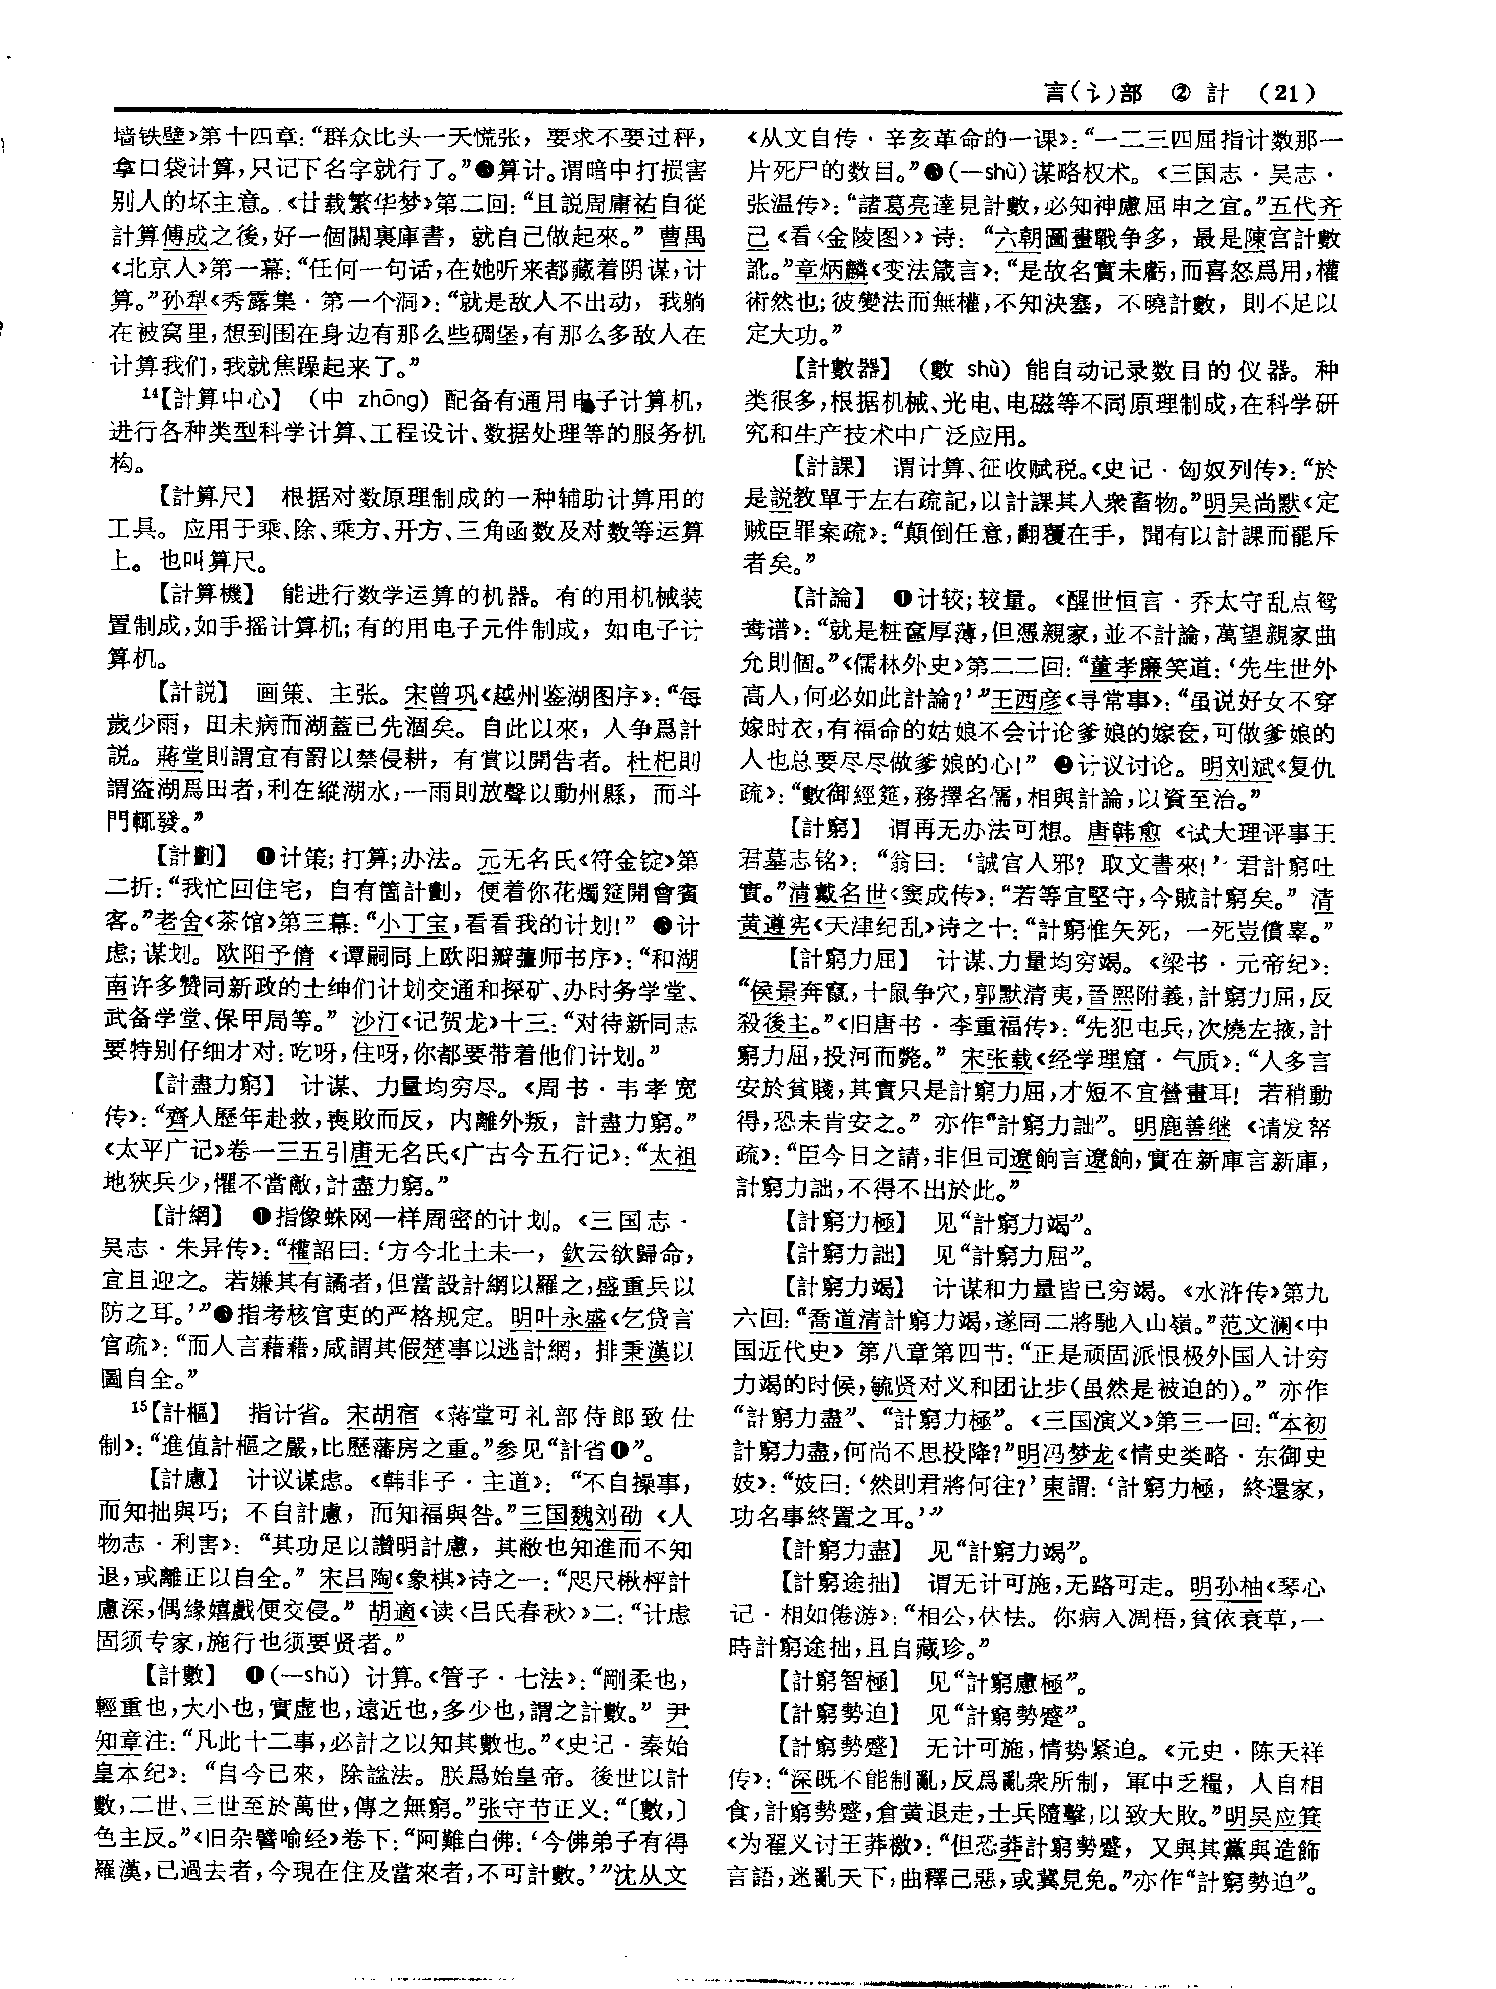 言(讠)部 ② 計 (21)
墙铁壁》第十四章:“群众比头一天慌张,要求不要过秤,
拿口袋计算,只记下名字就行了。”❸算计。谓暗中打损害
别人的坏主意。《廿载繁华梦》第二回:“且説周庸祐自從
計算傅成之後,好一個關裏庫書,就自己做起來。” 曹禺
《北京人》第一幕:“任何一句话,在她听来都藏着阴谋,计
算。”孙犁《秀露集·第一个洞》:“就是敌人不出动,我躺
在被窝里,想到围在身边有那么些碉堡,有那么多敌人在
计算我们,我就焦躁起来了。”
14【計算中心】 (中 zhōng) 配备有通用电子计算机,
进行各种类型科学计算、工程设计、数据处理等的服务机
构。
【計算尺】 根据对数原理制成的一种辅助计算用的
工具。应用于乘、除、乘方、开方、三角函数及对数等运算
上。也叫算尺。
【計算機】 能进行数学运算的机器。有的用机械装
置制成,如手摇计算机;有的用电子元件制成,如电子计
算机。
【計説】 画策、主张。宋曾巩《越州鉴湖图序》:“每
歲少雨,田未病而湖蓋已先涸矣。自此以來,人争爲計
説。蔣堂則謂宜有罰以禁侵耕,有賞以開告者。杜杞則
謂盗湖爲田者,利在縱湖水,一雨則放聲以動州縣,而斗
門輒發。”
【計劃】 ❶计策;打算;办法。元无名氏《符金锭》第
二折:“我忙回住宅,自有箇計劃,便着你花燭筵開會賓
客。”老舍《茶馆》第三幕:“小丁宝,看看我的计划!” ❷计
虑;谋划。欧阳予倩《谭嗣同上欧阳瓣薑师书序》:“和湖
南许多赞同新政的士绅们计划交通和探矿、办时务学堂、
武备学堂、保甲局等。” 沙汀《记贺龙》十三:“对待新同志
要特别仔细才对:吃呀,住呀,你都要带着他们计划。”
【計盡力窮】 计谋、力量均穷尽。《周书·韦孝宽
传》:“齊人歷年赴救,喪敗而反,内離外叛,計盡力窮。”
《太平广记》卷一三五引唐无名氏《广古今五行记》:“太祖
地狹兵少,懼不當敵,計盡力窮。”
【計網】 ❶指像蛛网一样周密的计划。《三国志·
吴志·朱异传》:“權詔曰:‘方今北土未一,欽云欲歸命,
宜且迎之。若嫌其有譎者,但當設計網以羅之,盛重兵以
防之耳。’”❷指考核官吏的严格规定。明叶永盛《乞贷言
官疏》:“而人言藉藉,咸謂其假楚事以逃計網,排秉漢以
圖自全。”
15【計樞】 指计省。宋胡宿《蒋堂可礼部侍郎致仕
制》:“進值計樞之嚴,比歷藩房之重。”参见“計省❶”。
【計慮】 计议谋虑。《韩非子·主道》:“不自操事,
而知拙與巧;不自計慮,而知福與咎。”三国魏刘劭《人
物志·利害》:“其功足以讚明計慮,其敝也知進而不知
退,或離正以自全。” 宋吕陶《象棋》诗之一:“咫尺楸枰計
慮深,偶緣嬉戲便交侵。” 胡適《读〈吕氏春秋〉》二:“计虑
固须专家,施行也须要贤者。”
【計數】 ❶(—shǔ) 计算。《管子·七法》:“剛柔也,
輕重也,大小也,實虚也,遠近也,多少也,謂之計數。” 尹
知章注:“凡此十二事,必計之以知其數也。”《史记·秦始
皇本纪》:“自今已來,除謚法。朕爲始皇帝。後世以計
數,二世、三世至於萬世,傳之無窮。”张守节正义:“〔數,〕
色主反。”《旧杂譬喻经》卷下:“阿難白佛:‘今佛弟子有得
羅漢,已過去者,今現在住及當來者,不可計數。’”沈从文
《从文自传·辛亥革命的一课》:“一二三四屈指计数那一
片死尸的数目。”❷(—shù)谋略权术。《三国志·吴志·
张温传》:“諸葛亮達見計數,必知神慮屈申之宜。”五代齐
己《看〈金陵图〉》诗:“六朝圖畫戰争多,最是陳宫計數
訛。”章炳麟《变法箴言》:“是故名實未虧,而喜怒爲用,權
術然也;彼變法而無權,不知決塞,不曉計數,則不足以
定大功。”
【計數器】 (數 shù) 能自动记录数目的仪器。种
类很多,根据机械、光电、电磁等不同原理制成,在科学研
究和生产技术中广泛应用。
【計課】 谓计算、征收赋税。《史记·匈奴列传》:“於
是説教單于左右疏記,以計課其人衆畜物。”明吴尚默《定
贼臣罪案疏》:“顛倒任意,翻覆在手,間有以計課而罷斥
者矣。”
【計論】 ❶计较;较量。《醒世恒言·乔太守乱点鸳
鸯谱》:“就是粧奩厚薄,但憑親家,並不計論,萬望親家曲
允則個。”《儒林外史》第二二回:“董孝廉笑道:‘先生世外
高人,何必如此計論?’”王西彦《寻常事》:“虽说好女不穿
嫁时衣,有福命的姑娘不会计论爹娘的嫁奁,可做爹娘的
人也总要尽尽做爹娘的心!” ❷计议讨论。明刘斌《复仇
疏》:“敷御經筵,務擇名儒,相與計論,以資至治。”
【計窮】 谓再无办法可想。唐韩愈《试大理评事王
君墓志铭》:“翁曰:‘誠官人邪?取文書來!’君計窮吐
實。”清戴名世《窦成传》:“若等宜堅守,今賊計窮矣。” 清
黄遵宪《天津纪乱》诗之十:“計窮惟矢死,一死豈償辜。”
【計窮力屈】 计谋、力量均穷竭。《梁书·元帝纪》:
“侯景奔竄,十鼠争穴,郭默清夷,晉熙附義,計窮力屈,反
殺後主。”《旧唐书·李重福传》:“先犯屯兵,次燒左掖,計
窮力屈,投河而斃。” 宋张载《经学理窟·气质》:“人多言
安於貧賤,其實只是計窮力屈,才短不宜營畫耳!若稍動
得,恐未肯安之。” 亦作“計窮力詘”。明鹿善继《请发帑
疏》:“臣今日之請,非但司遼餉言遼餉,實在新庫言新庫,
計窮力詘,不得不出於此。”
【計窮力極】 见“計窮力竭”。
【計窮力詘】 见“計窮力屈”。
【計窮力竭】 计谋和力量皆已穷竭。《水浒传》第九
六回:“喬道清計窮力竭,遂同二將馳入山嶺。”范文澜《中
国近代史》第八章第四节:“正是顽固派恨极外国人计穷
力竭的时候,毓贤对义和团让步(虽然是被迫的)。” 亦作
“計窮力盡”、“計窮力極”。《三国演义》第三一回:“本初
計窮力盡,何尚不思投降?”明冯梦龙《情史类略·东御史
妓》:“妓曰:‘然則君將何往?’東謂:‘計窮力極,終還家,
功名事終置之耳。’”
【計窮力盡】 见“計窮力竭”。
【計窮途拙】 谓无计可施,无路可走。明孙柚《琴心
记·相如倦游》:“相公,休怯。你病入凋梧,貧依衰草,一
時計窮途拙,且自藏珍。”
【計窮智極】 见“計窮慮極”。
【計窮勢迫】 见“計窮勢蹙”。
【計窮勢蹙】 无计可施,情势紧迫。《元史·陈天祥
传》:“深既不能制亂,反爲亂衆所制,軍中乏糧,人自相
食,計窮勢蹙,倉黄退走,士兵隨擊,以致大敗。”明吴应箕
《为翟义讨王莽檄》:“但恐莽計窮勢蹙,又與其黨與造飾
言語,迷亂天下,曲釋己惡,或冀見免。”亦作“計窮勢迫”。